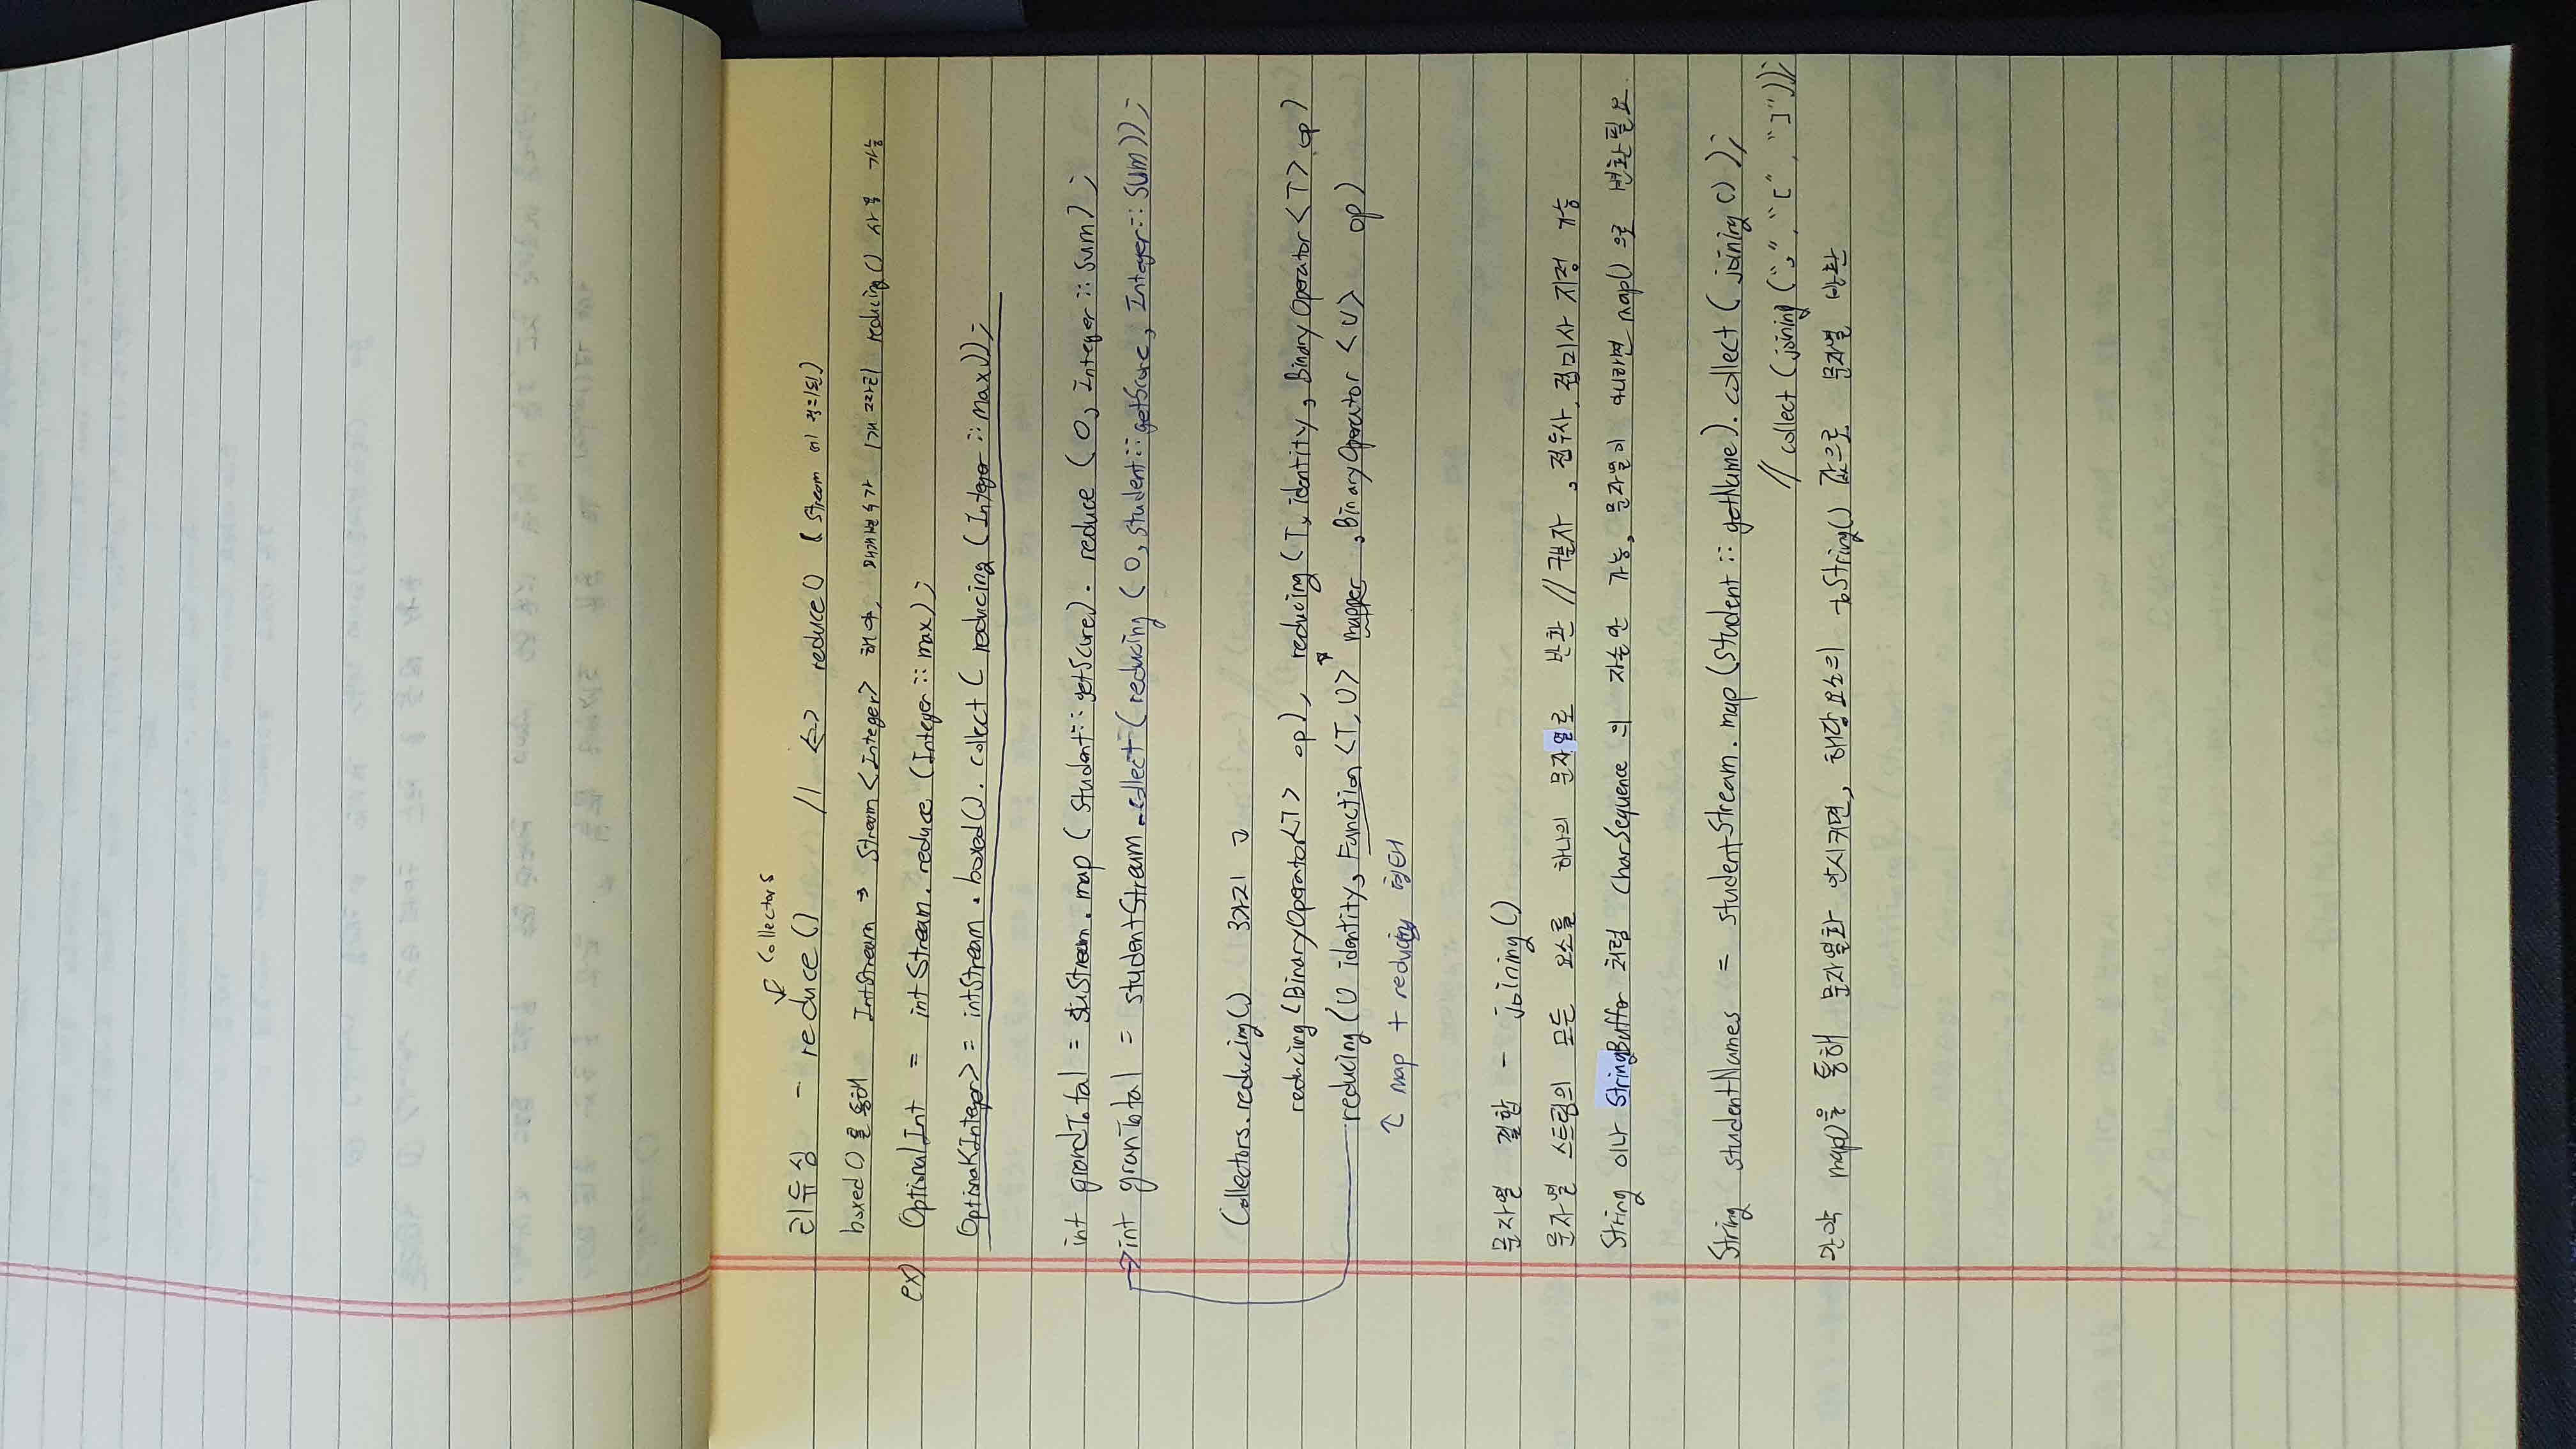 Collectors
리듀싱 - reduce() // <-> reduce() (Stream에 정의된)
boxed()를 통해 IntStream → Stream<Integer> 해야, 매개변수가 1개 짜리 reducing() 사용 가능
ex) OptionalInt = intStream.reduce (Integer::max);
Optional<Integer> = intStream.boxed().collect ( reducing (Integer::max));
int grandTotal = stuStream.map ( Student::getScore). reduce ( 0, Integer::sum);
int granTotal = studentStream.collect ( reducing ( 0, Student::getScore, Integer::sum));
Collectors.reducing() 3가지
reducing (BinaryOperator<T> op), reducing (T, identity, BinaryOperator<T> op)
reducing (U identity, Function <T, U> mapper, BinaryOperator <U> op)
↑ map + reducing 형태
문자열 결합 - joining()
문자열 스트림의 모든 요소를 하나의 문자열로 반환 // 구분자, 접두사, 접미사 지정 가능
String 이나 StringBuffer 처럼 CharSequence 의 자손만 가능, 문자열이 아니라면 map() 으로 변환필요.
String studentNames = studentStream.map (Student::getName).collect ( joining());
// collect (joining (",", "[", "]"));
만약 map()을 통해 문자열화 안시키면, 해당요소의 toString() 값으로 문자열 반환